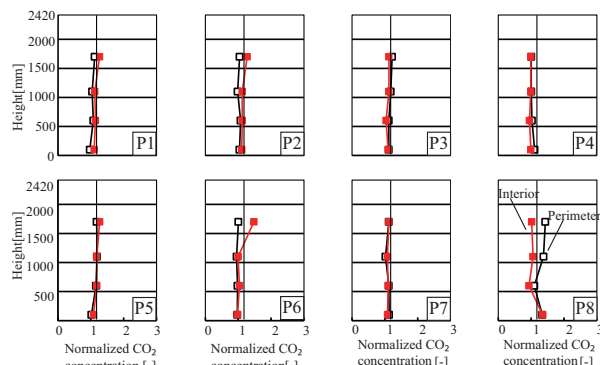 2420
2000
1500
1000
500
0
Height[mm]
P1
P2
P3
P4
2420
2000
1500
1000
500
Height[mm]
P5
P6
P7
Interior
Perimeter
P8
0 1 2 3
0 1 2 3
0 1 2 3
0 1 2 3
Normalized CO₂
Normalized CO₂
Normalized CO₂
Normalized CO₂
concentration [-]
concentration[-]
concentration [-]
concentration [-]